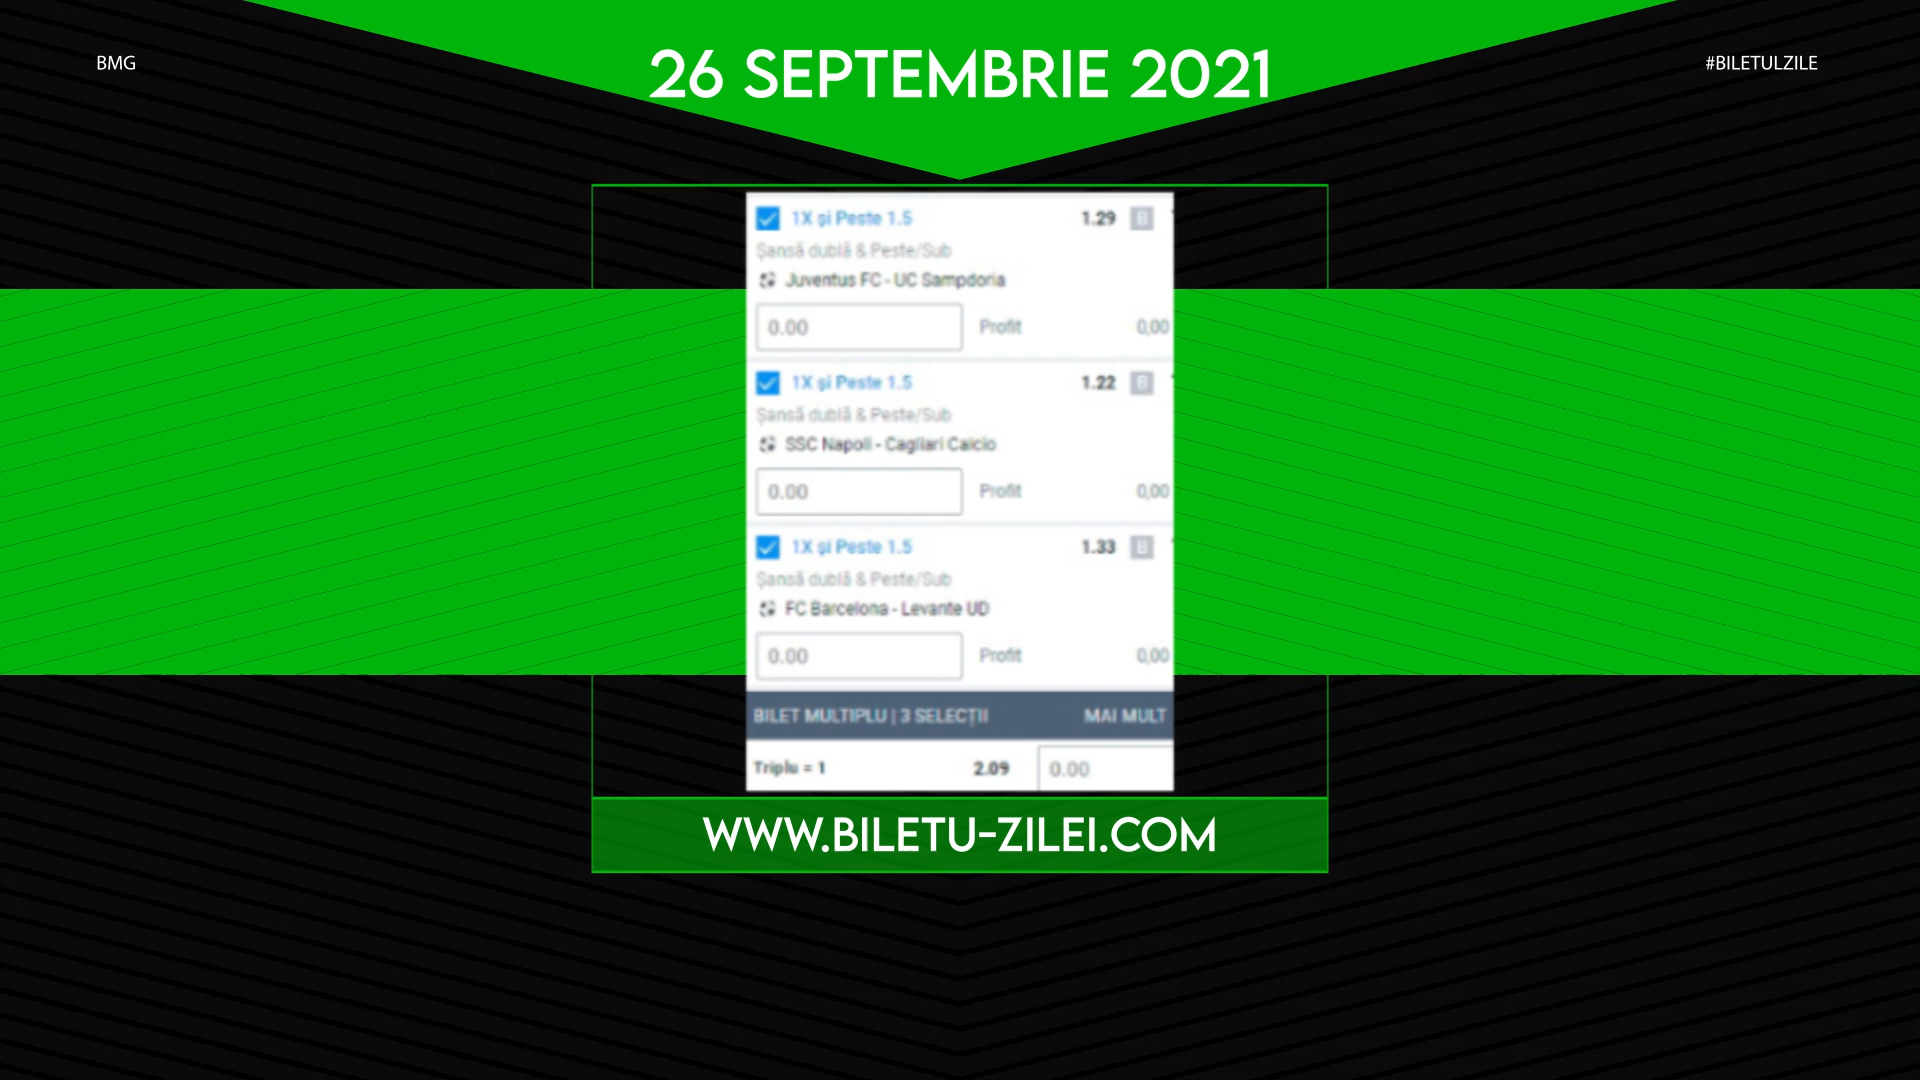 BMG
26 SEPTEMBRIE 2021
#BILETULZILE
1X și Peste 1.5 1.29 B
Șansă dublă & Peste/Sub
Juventus FC - UC Sampdoria
0.00 Profit 0,00
1X și Peste 1.5 1.22 B
Șansă dublă & Peste/Sub
SSC Napoli - Cagliari Calcio
0.00 Profit 0,00
1X și Peste 1.5 1.33 B
Șansă dublă & Peste/Sub
FC Barcelona - Levante UD
0.00 Profit 0,00
BILET MULTIPLU | 3 SELECȚII MAI MULT
Triplu = 1 2.09 0.00
WWW.BILETU-ZILEI.COM